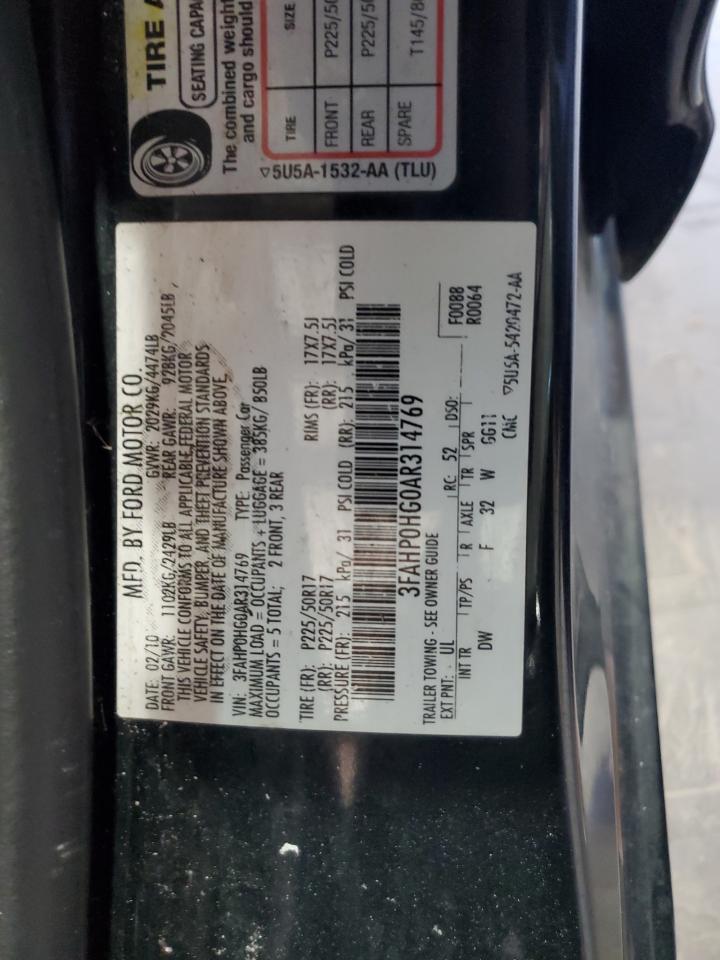 TIRE A
SEATING CAPA
The combined weight
and cargo should
TIRE SIZE
FRONT P225/50
REAR P225/50
SPARE T145/80
▽5U5A-1532-AA (TLU)
MFD. BY FORD MOTOR CO.
DATE: 02/10 GVWR: 2029KG/4474LB
FRONT GAWR: 1102KG/2429LB REAR GAWR: 928KG/2045LB
THIS VEHICLE CONFORMS TO ALL APPLICABLE FEDERAL MOTOR
VEHICLE SAFETY, BUMPER, AND THEFT PREVENTION STANDARDS
IN EFFECT ON THE DATE OF MANUFACTURE SHOWN ABOVE.
VIN: 3FAHP0HG0AR314769 TYPE: Passenger Car
MAXIMUM LOAD = OCCUPANTS + LUGGAGE = 385KG/ 850LB
OCCUPANTS = 5 TOTAL: 2 FRONT, 3 REAR
TIRE (FR): P225/50R17 RIMS (FR): 17X7.5J
(RR): P225/50R17 (RR): 17X7.5J
PRESSURE (FR): 215 kPa/ 31 PSI COLD (RR): 215 kPa/ 31 PSI COLD
3FAHP0HG0AR314769
TRAILER TOWING - SEE OWNER GUIDE
F0088
R0064
EXT PNT: UL RC: 52 DSO:
INT TR TP/PS R AXLE TR SPR
DW F 32 W GG11
CMC ▽5U5A-5420472-AA